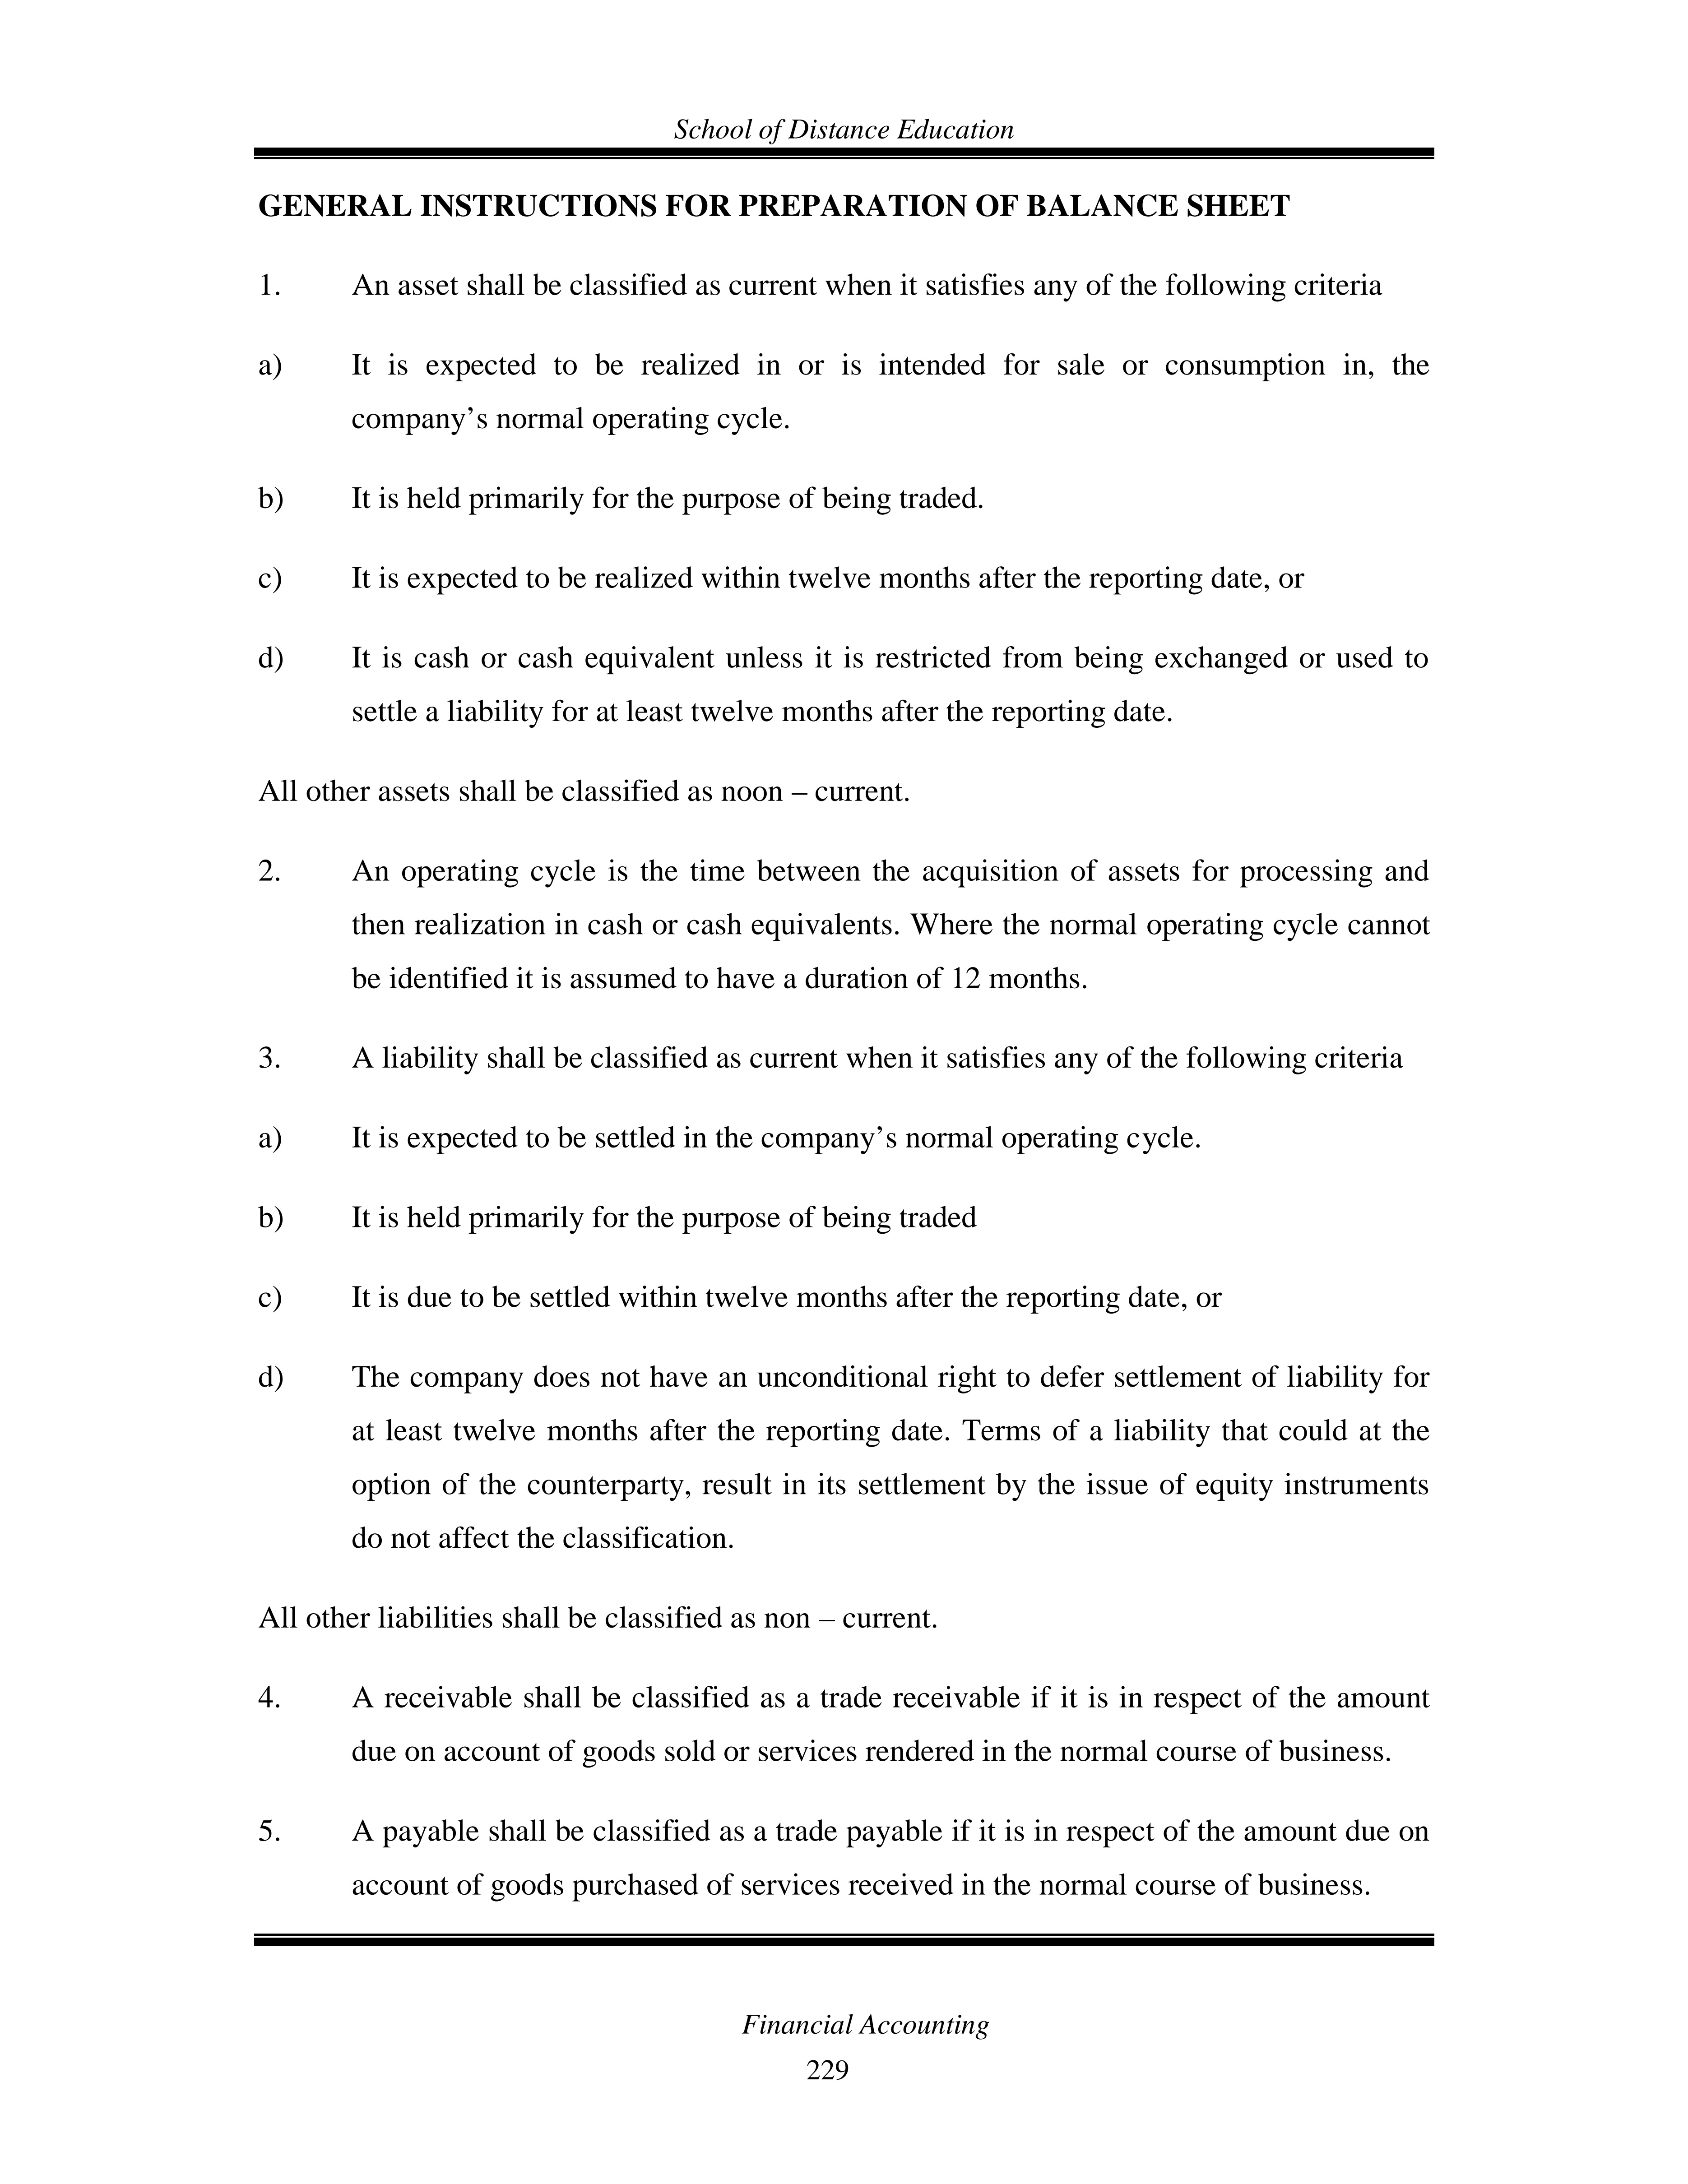 School of Distance Education
GENERAL INSTRUCTIONS FOR PREPARATION OF BALANCE SHEET
1. An asset shall be classified as current when it satisfies any of the following criteria
a) It is expected to be realized in or is intended for sale or consumption in, the
company’s normal operating cycle.
b) It is held primarily for the purpose of being traded.
c) It is expected to be realized within twelve months after the reporting date, or
d) It is cash or cash equivalent unless it is restricted from being exchanged or used to
settle a liability for at least twelve months after the reporting date.
All other assets shall be classified as noon – current.
2. An operating cycle is the time between the acquisition of assets for processing and
then realization in cash or cash equivalents. Where the normal operating cycle cannot
be identified it is assumed to have a duration of 12 months.
3. A liability shall be classified as current when it satisfies any of the following criteria
a) It is expected to be settled in the company’s normal operating cycle.
b) It is held primarily for the purpose of being traded
c) It is due to be settled within twelve months after the reporting date, or
d) The company does not have an unconditional right to defer settlement of liability for
at least twelve months after the reporting date. Terms of a liability that could at the
option of the counterparty, result in its settlement by the issue of equity instruments
do not affect the classification.
All other liabilities shall be classified as non – current.
4. A receivable shall be classified as a trade receivable if it is in respect of the amount
due on account of goods sold or services rendered in the normal course of business.
5. A payable shall be classified as a trade payable if it is in respect of the amount due on
account of goods purchased of services received in the normal course of business.
Financial Accounting
229